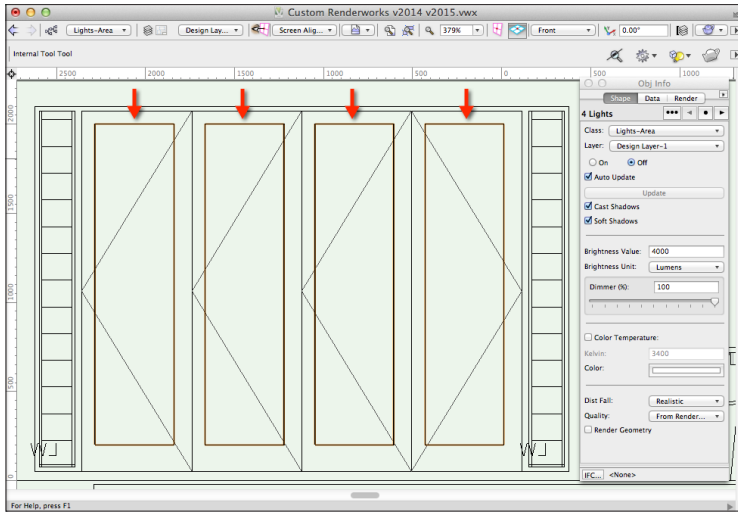 Custom Renderworks v2014 v2015.vwx
Lights-Area
Design Lay...
Screen Alig...
379%
Front
0.00°
Internal Tool Tool
2500
2000
1500
1000
500
0
500
1000
2000
1500
1000
500
0
Obj Info
Shape
Data
Render
4 Lights
Class: Lights-Area
Layer: Design Layer-1
On Off
Auto Update
Update
Cast Shadows
Soft Shadows
Brightness Value: 4000
Brightness Unit: Lumens
Dimmer (%): 100
Color Temperature:
Kelvin: 3400
Color:
Dist Fall: Realistic
Quality: From Render...
Render Geometry
IFC... <None>
For Help, press F1